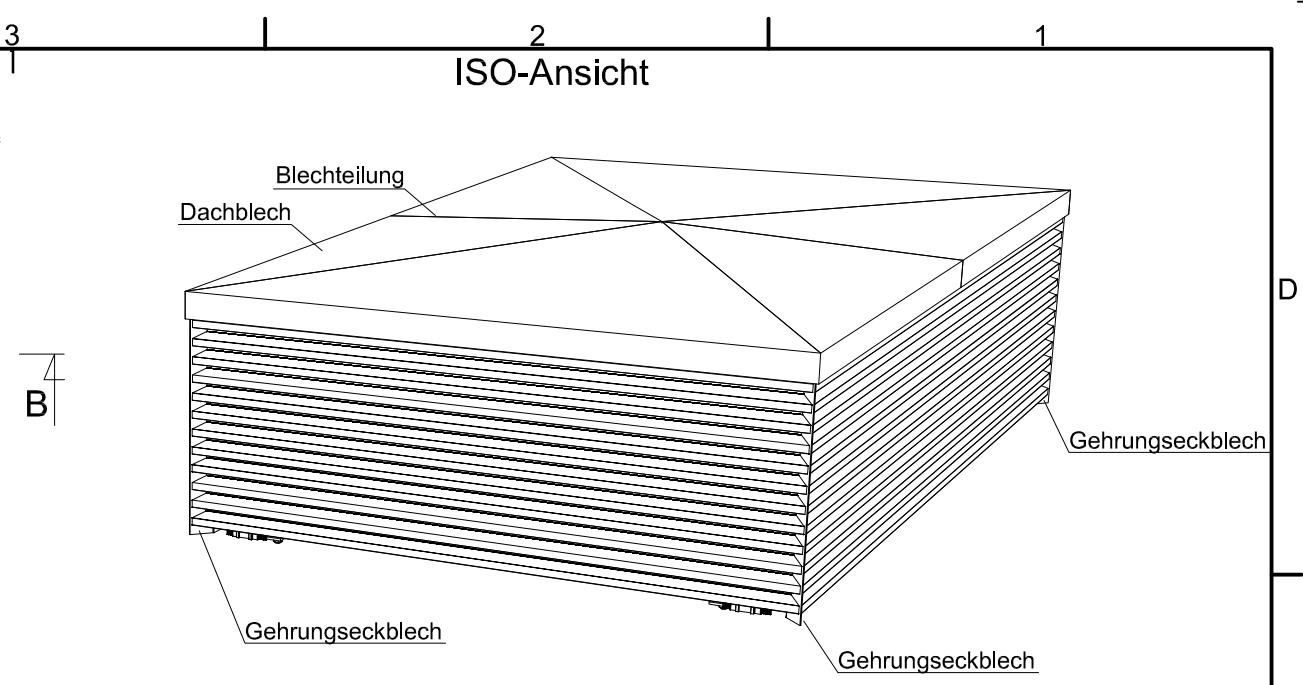 3
2
1
ISO-Ansicht
Blechteilung
Dachblech
D
B
Gehrungseckblech
Gehrungseckblech
Gehrungseckblech